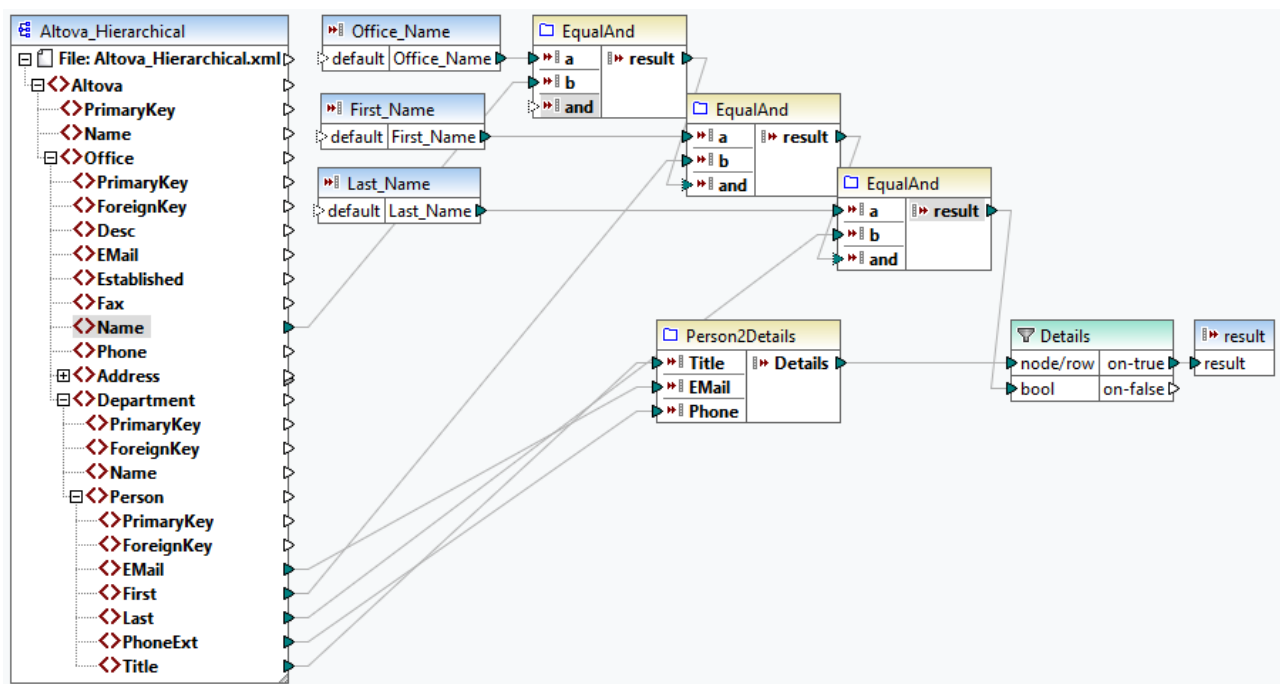 Altova_Hierarchical
File: Altova_Hierarchical.xml
Altova
PrimaryKey
Name
Office
PrimaryKey
ForeignKey
Desc
EMail
Established
Fax
Name
Phone
Address
Department
PrimaryKey
ForeignKey
Name
Person
PrimaryKey
ForeignKey
EMail
First
Last
PhoneExt
Title
Office_Name
default Office_Name
First_Name
default First_Name
Last_Name
default Last_Name
EqualAnd
a result
b
and
EqualAnd
a result
b
and
EqualAnd
a result
b
and
Person2Details
Title Details
EMail
Phone
Details
node/row on-true
bool on-false
result
result